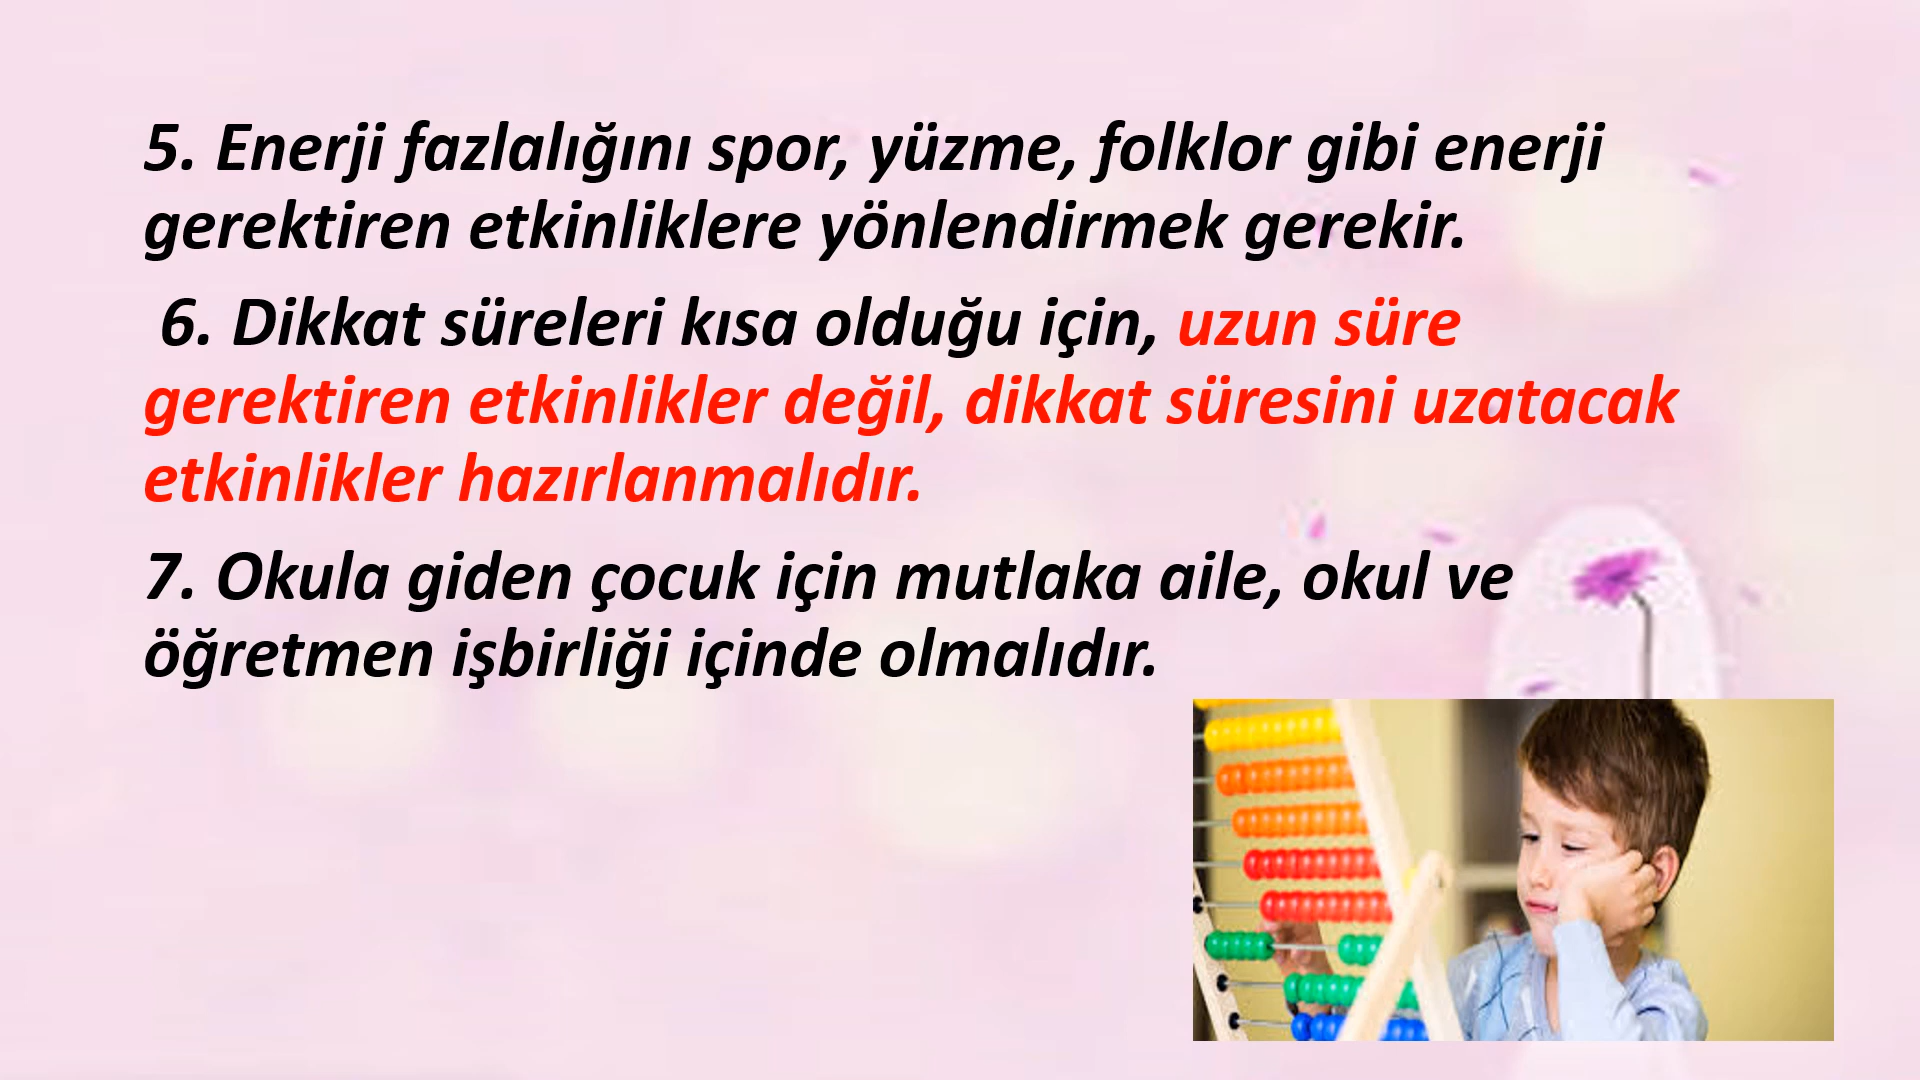 5. Enerji fazlalığını spor, yüzme, folklor gibi enerji
gerektiren etkinliklere yönlendirmek gerekir.
6. Dikkat süreleri kısa olduğu için, uzun süre
gerektiren etkinlikler değil, dikkat süresini uzatacak
etkinlikler hazırlanmalıdır.
7. Okula giden çocuk için mutlaka aile, okul ve
öğretmen işbirliği içinde olmalıdır.